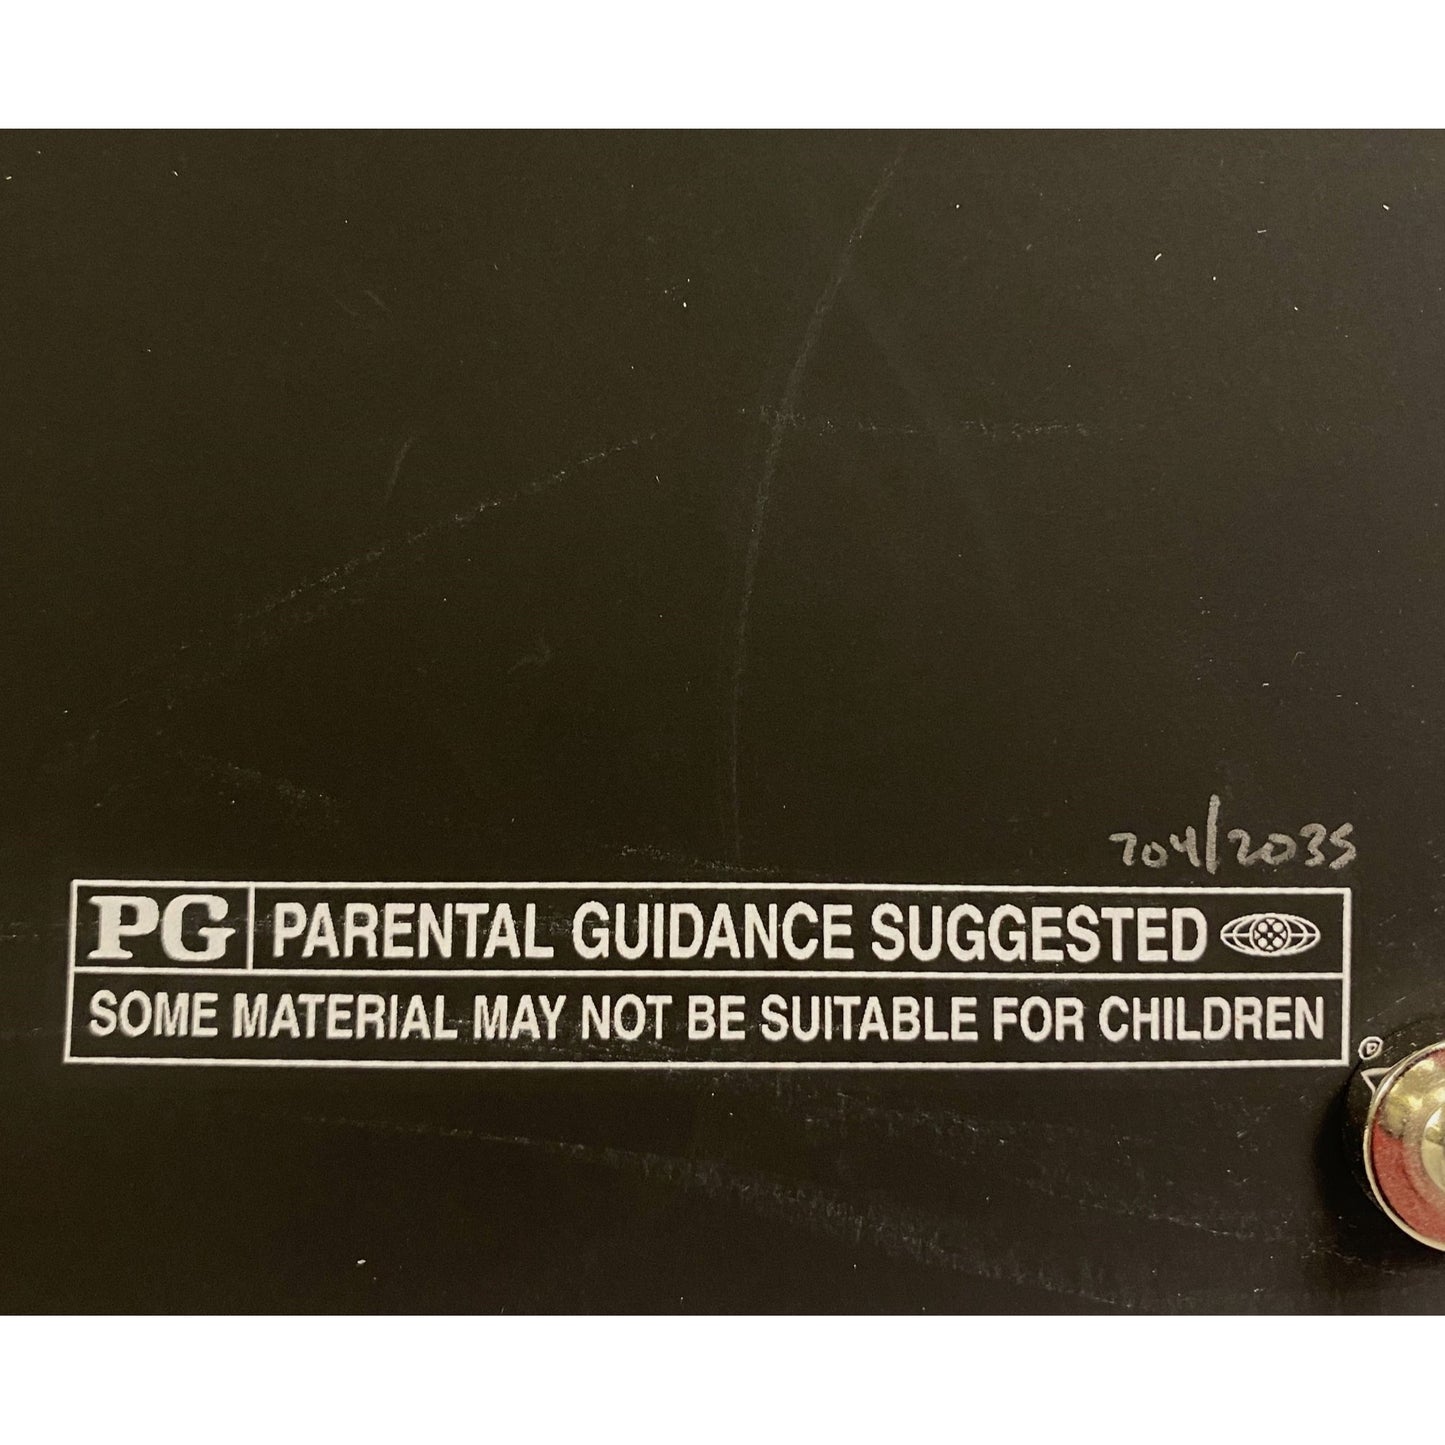 704/2035
PG PARENTAL GUIDANCE SUGGESTED
SOME MATERIAL MAY NOT BE SUITABLE FOR CHILDREN